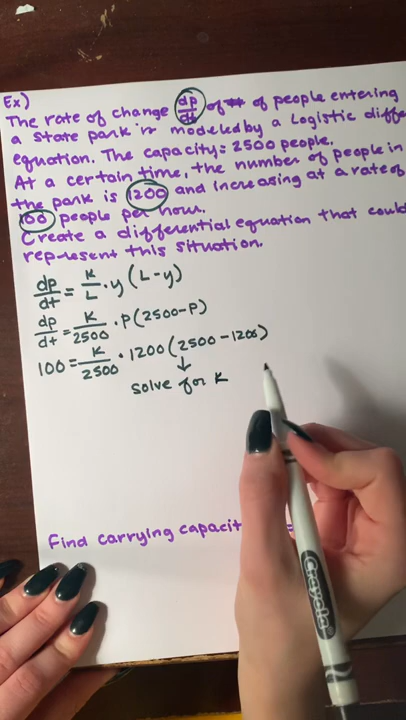 Ex)
The rate of change dp/dt of # of people entering
a state park is modeled by a Logistic diffe
equation. The capacity = 2500 people.
At a certain time, the number of people in
the park is 1200 and increasing at a rate of
100 people per hour.
Create a differential equation that could
represent this situation.
dp/dt = K/L · y (L-y)
dp/dt = K/2500 · P(2500-P)
100 = K/2500 · 1200(2500-1200)
↓
solve for K
Find carrying capacit
Crayola